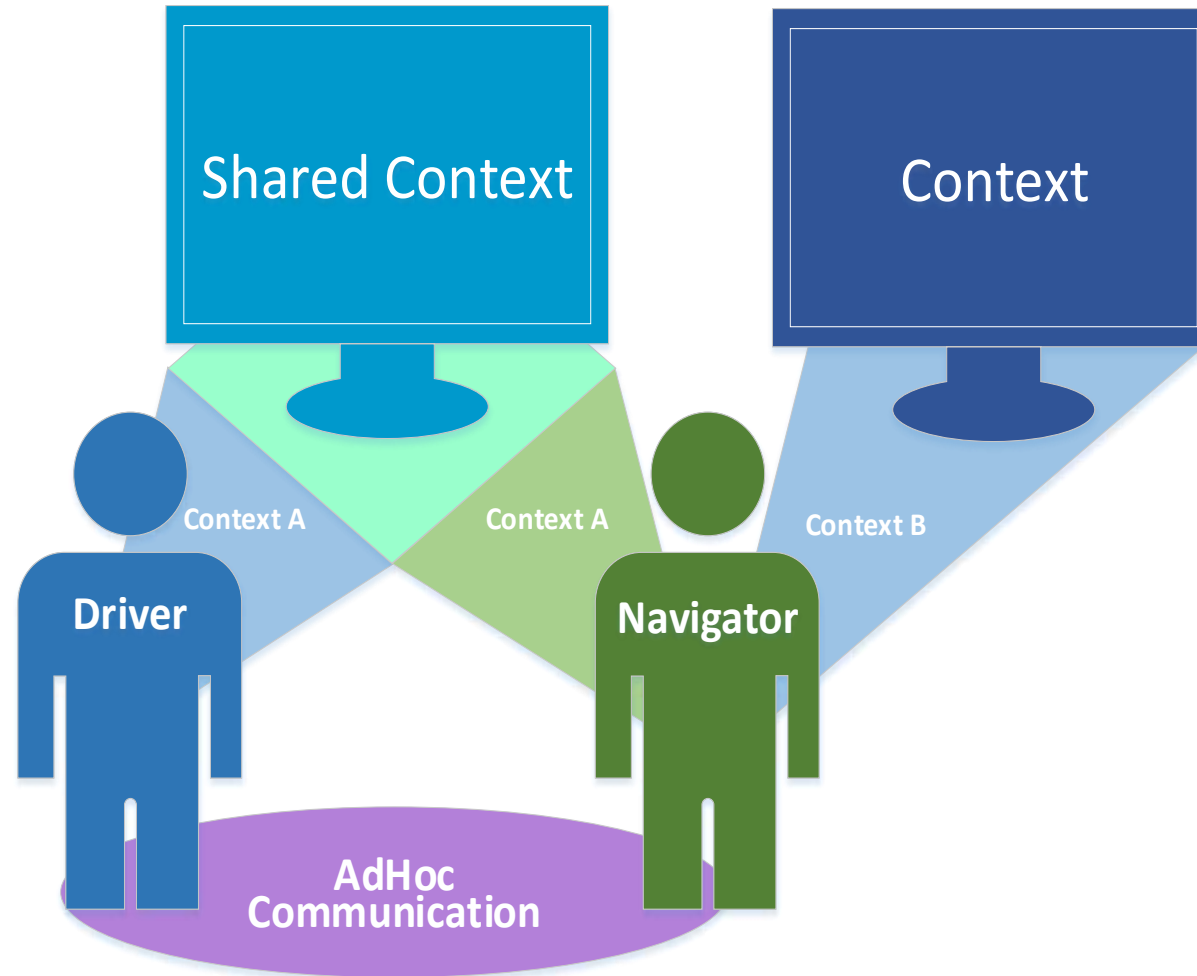 Shared Context
Context
Context A
Context A
Context B
Driver
Navigator
AdHoc
Communication